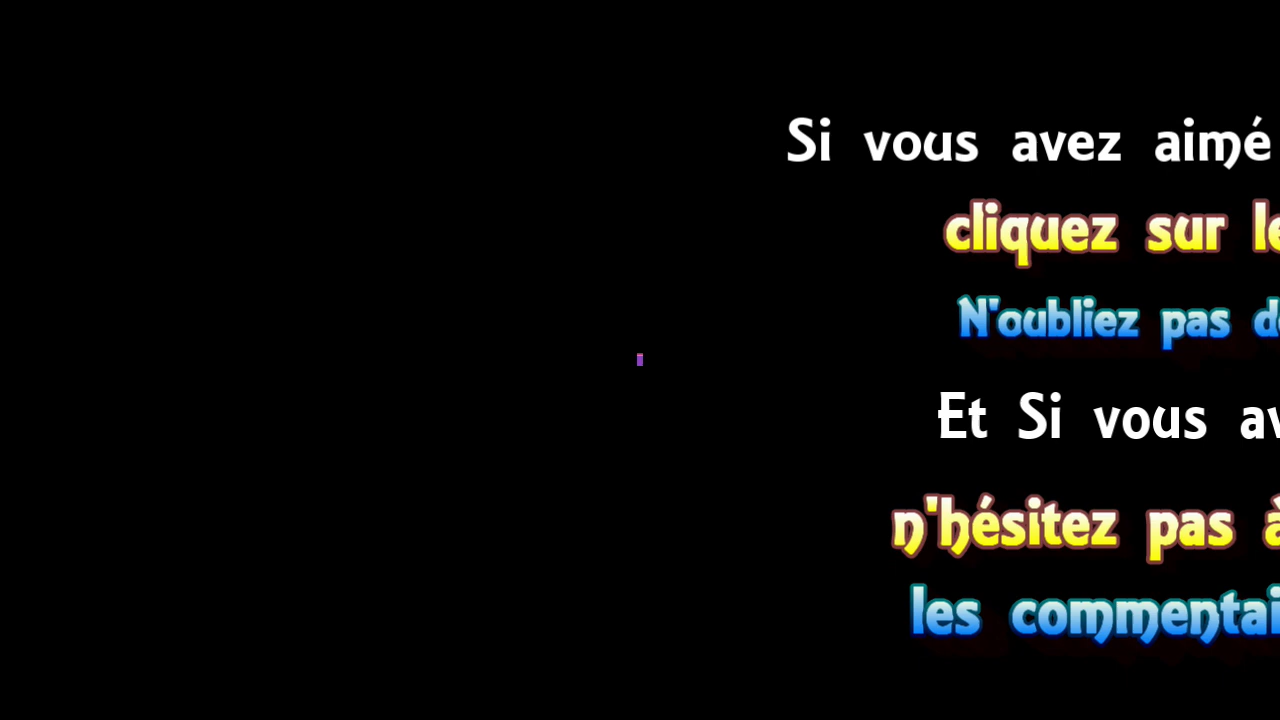 Si vous avez aimé
cliquez sur le
N'oubliez pas de
Et Si vous av
n'hésitez pas à
les commentai